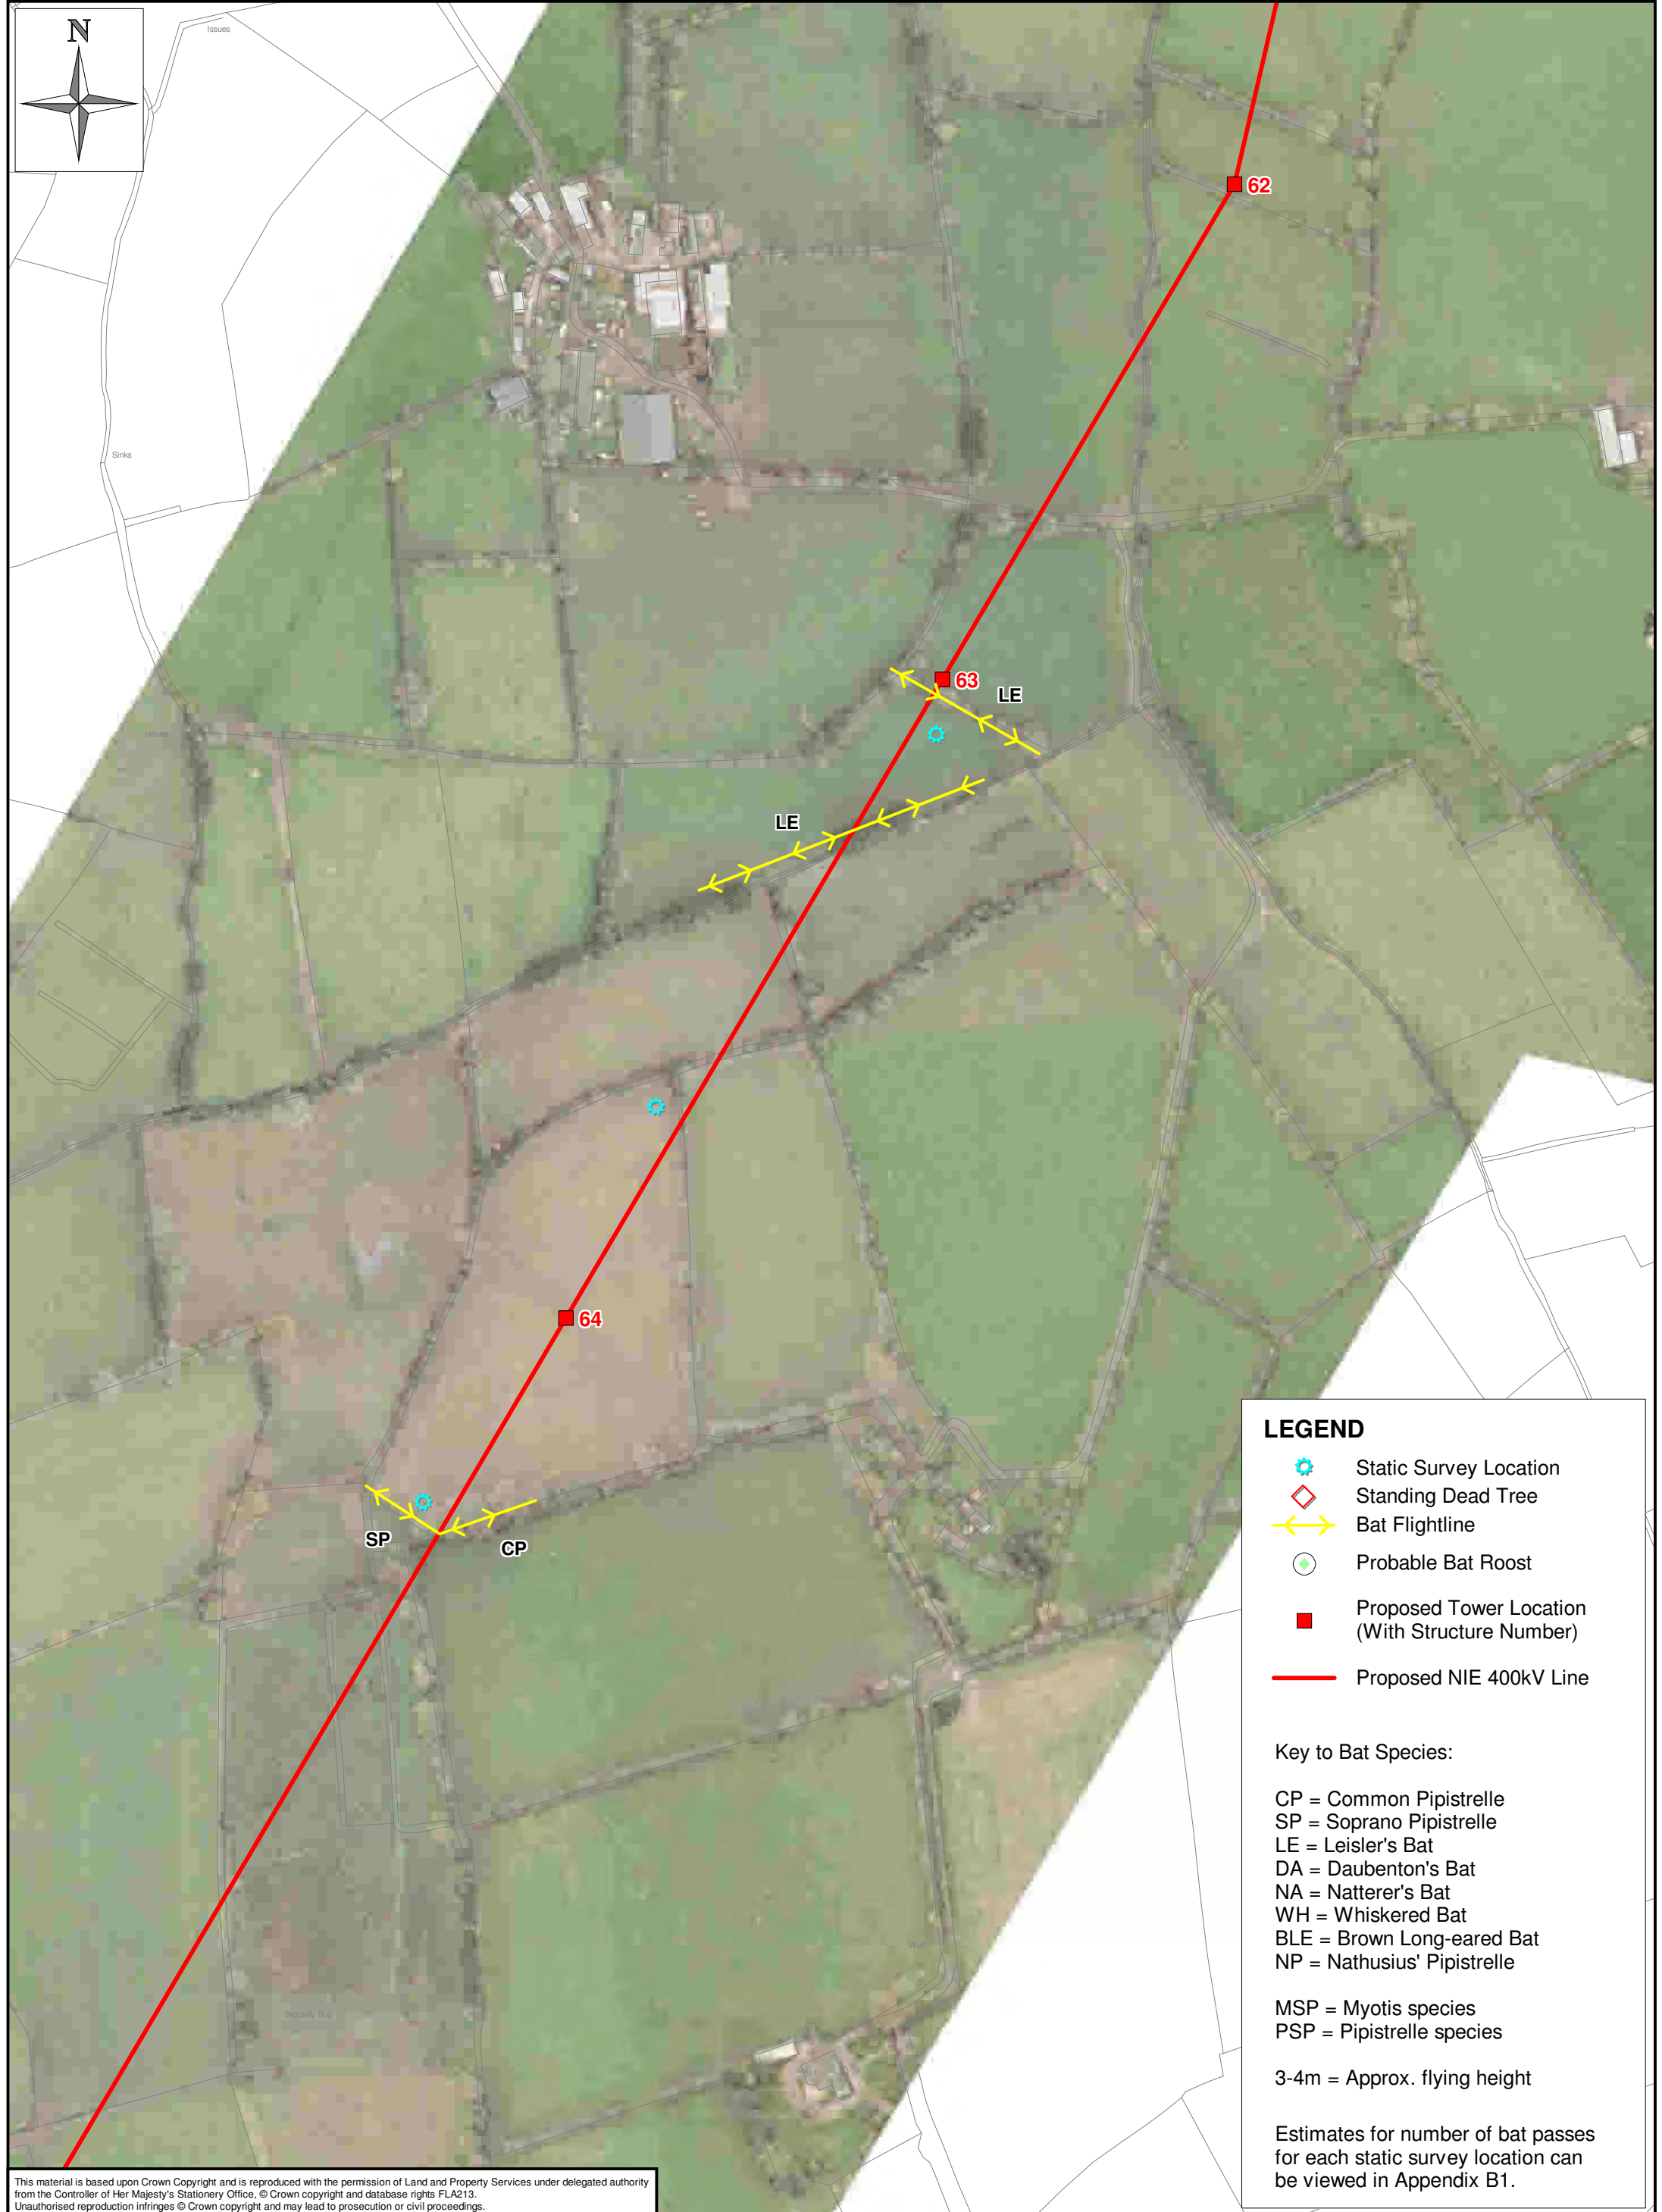 N
Issues
62
Sinks
63
LE
Issues
LE
64
SP
CP
Well
Brootally Bog
LEGEND
Static Survey Location
Standing Dead Tree
Bat Flightline
Probable Bat Roost
Proposed Tower Location
(With Structure Number)
Proposed NIE 400kV Line
Key to Bat Species:
CP = Common Pipistrelle
SP = Soprano Pipistrelle
LE = Leisler's Bat
DA = Daubenton's Bat
NA = Natterer's Bat
WH = Whiskered Bat
BLE = Brown Long-eared Bat
NP = Nathusius' Pipistrelle
MSP = Myotis species
PSP = Pipistrelle species
3-4m = Approx. flying height
Estimates for number of bat passes
for each static survey location can
be viewed in Appendix B1.
This material is based upon Crown Copyright and is reproduced with the permission of Land and Property Services under delegated authority
from the Controller of Her Majesty's Stationery Office, © Crown copyright and database rights FLA213.
Unauthorised reproduction infringes © Crown copyright and may lead to prosecution or civil proceedings.